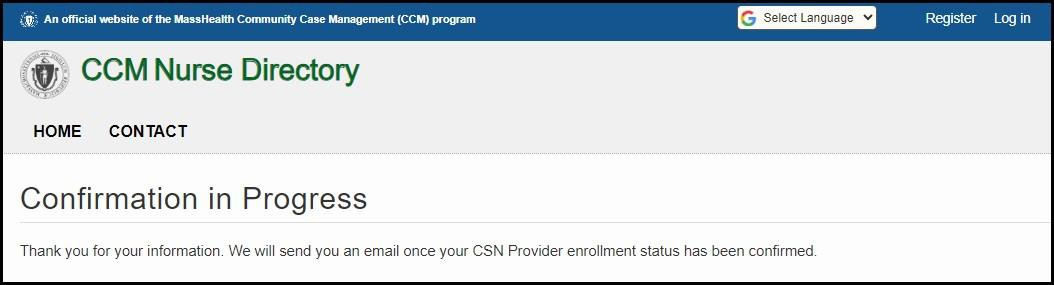 An official website of the MassHealth Community Case Management (CCM) program
Select Language
Register Log in
CCM Nurse Directory
HOME CONTACT
Confirmation in Progress
Thank you for your information. We will send you an email once your CSN Provider enrollment status has been confirmed.